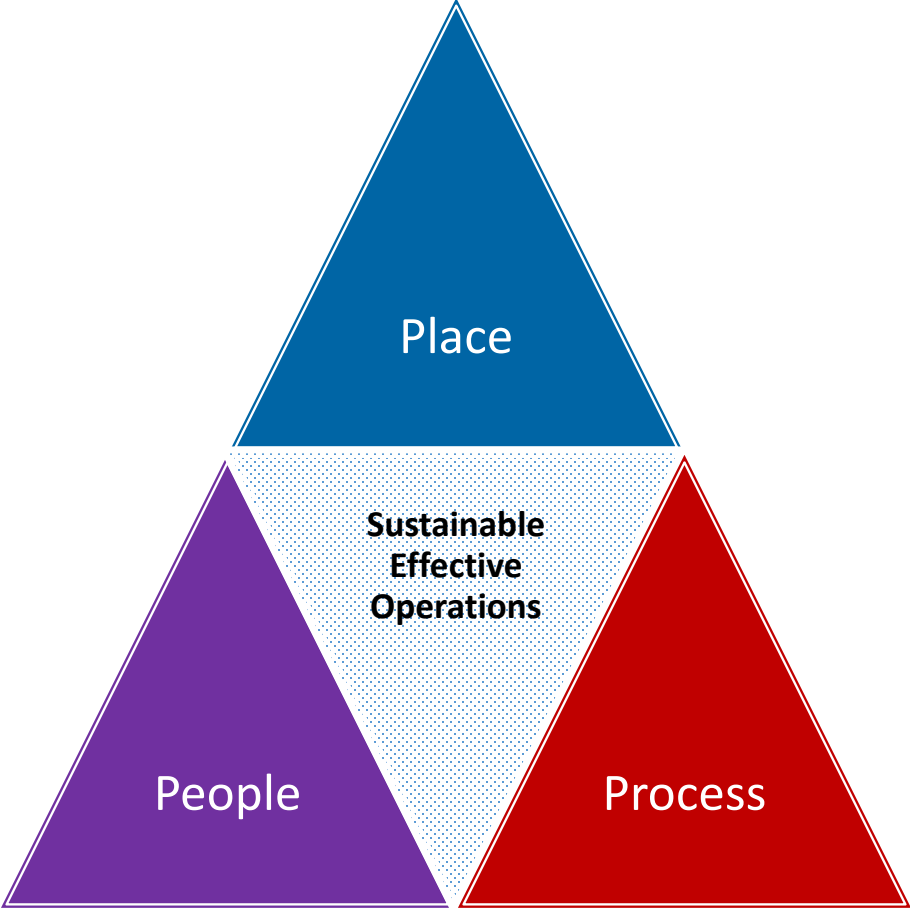 Place
Sustainable
Effective
Operations
People
Process